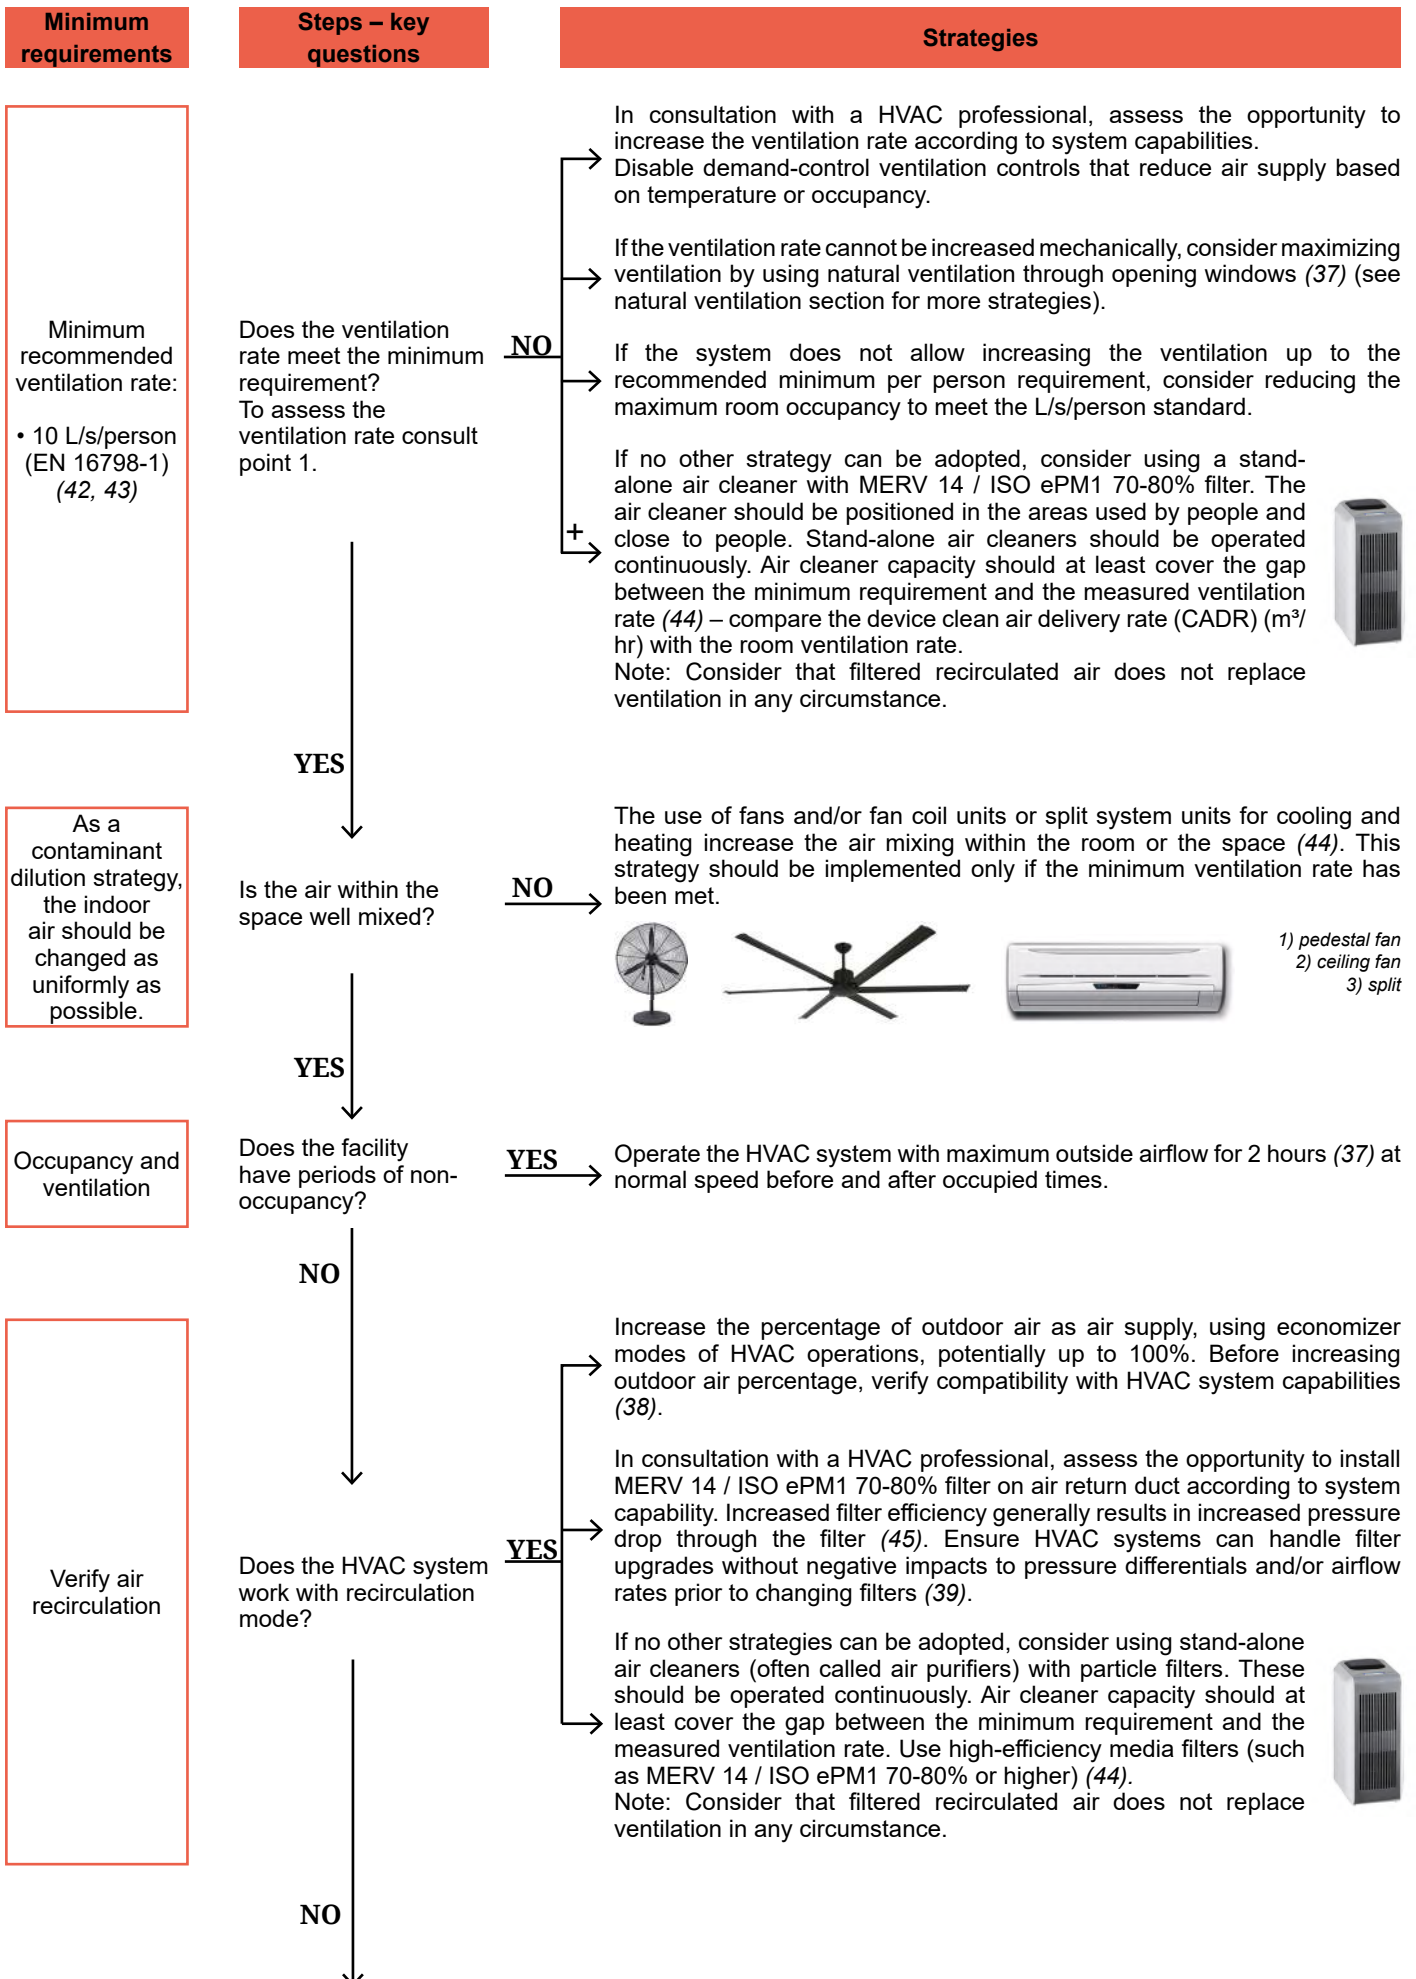 Minimum
requirements
Steps – key
questions
Strategies
Minimum
recommended
ventilation rate:
• 10 L/s/person
(EN 16798-1)
(42, 43)
Does the ventilation
rate meet the minimum
requirement?
To assess the
ventilation rate consult
point 1.
NO
In consultation with a HVAC professional, assess the opportunity to
increase the ventilation rate according to system capabilities.
Disable demand-control ventilation controls that reduce air supply based
on temperature or occupancy.
If the ventilation rate cannot be increased mechanically, consider maximizing
ventilation by using natural ventilation through opening windows (37) (see
natural ventilation section for more strategies).
If the system does not allow increasing the ventilation up to the
recommended minimum per person requirement, consider reducing the
maximum room occupancy to meet the L/s/person standard.
+
If no other strategy can be adopted, consider using a stand-
alone air cleaner with MERV 14 / ISO ePM1 70-80% filter. The
air cleaner should be positioned in the areas used by people and
close to people. Stand-alone air cleaners should be operated
continuously. Air cleaner capacity should at least cover the gap
between the minimum requirement and the measured ventilation
rate (44) – compare the device clean air delivery rate (CADR) (m³/
hr) with the room ventilation rate.
Note: Consider that filtered recirculated air does not replace
ventilation in any circumstance.
YES
As a
contaminant
dilution strategy,
the indoor
air should be
changed as
uniformly as
possible.
Is the air within the
space well mixed?
NO
The use of fans and/or fan coil units or split system units for cooling and
heating increase the air mixing within the room or the space (44). This
strategy should be implemented only if the minimum ventilation rate has
been met.
1) pedestal fan
2) ceiling fan
3) split
YES
Occupancy and
ventilation
Does the facility
have periods of non-
occupancy?
YES
Operate the HVAC system with maximum outside airflow for 2 hours (37) at
normal speed before and after occupied times.
NO
Verify air
recirculation
Does the HVAC system
work with recirculation
mode?
YES
Increase the percentage of outdoor air as air supply, using economizer
modes of HVAC operations, potentially up to 100%. Before increasing
outdoor air percentage, verify compatibility with HVAC system capabilities
(38).
In consultation with a HVAC professional, assess the opportunity to install
MERV 14 / ISO ePM1 70-80% filter on air return duct according to system
capability. Increased filter efficiency generally results in increased pressure
drop through the filter (45). Ensure HVAC systems can handle filter
upgrades without negative impacts to pressure differentials and/or airflow
rates prior to changing filters (39).
If no other strategies can be adopted, consider using stand-alone
air cleaners (often called air purifiers) with particle filters. These
should be operated continuously. Air cleaner capacity should at
least cover the gap between the minimum requirement and the
measured ventilation rate. Use high-efficiency media filters (such
as MERV 14 / ISO ePM1 70-80% or higher) (44).
Note: Consider that filtered recirculated air does not replace
ventilation in any circumstance.
NO